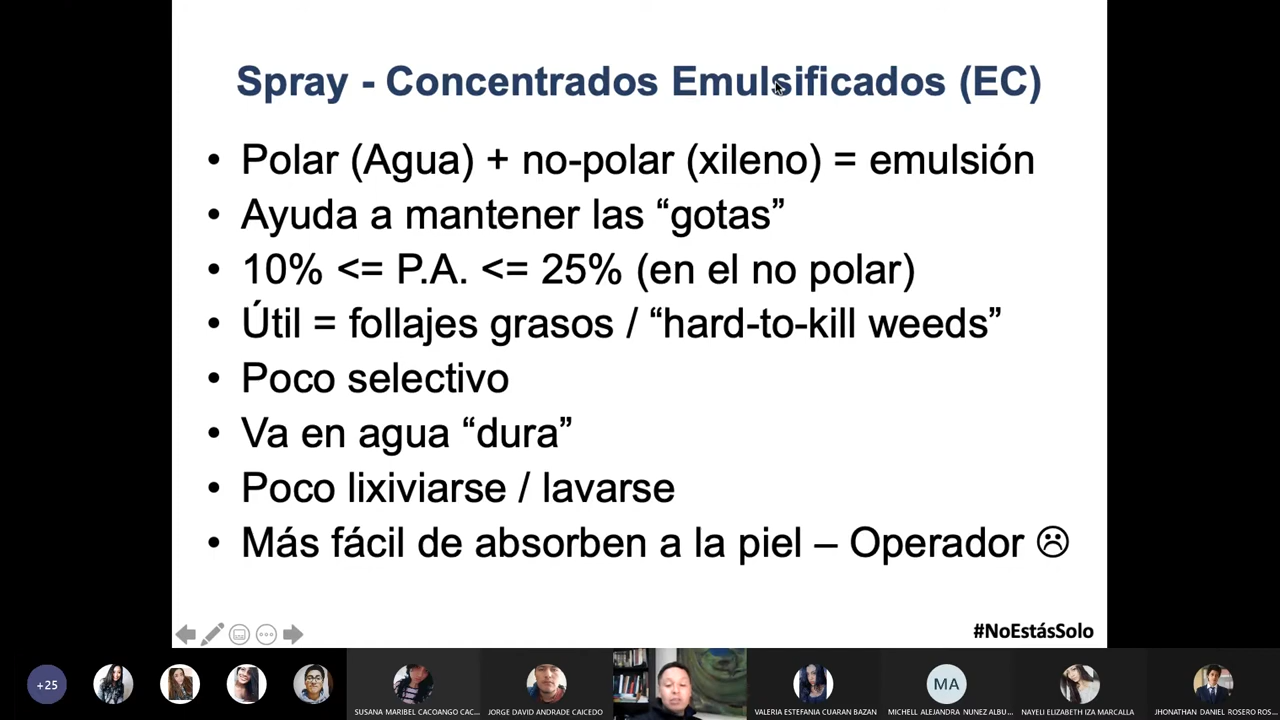 Spray - Concentrados Emulsificados (EC)
• Polar (Agua) + no-polar (xileno) = emulsión
• Ayuda a mantener las “gotas”
• 10% <= P.A. <= 25% (en el no polar)
• Útil = follajes grasos / “hard-to-kill weeds”
• Poco selectivo
• Va en agua “dura”
• Poco lixiviarse / lavarse
• Más fácil de absorben a la piel – Operador ☹
#NoEstásSolo
+25
SUSANA MARIBEL CACOANGO CAC...
JORGE DAVID ANDRADE CAICEDO
VALERIA ESTEFANIA CUARAN BAZAN
MA
MICHELL ALEJANDRA NUNEZ ALBU...
NAYELI ELIZABETH IZA MARCALLA
JHONATHAN DANIEL ROSERO ROS...